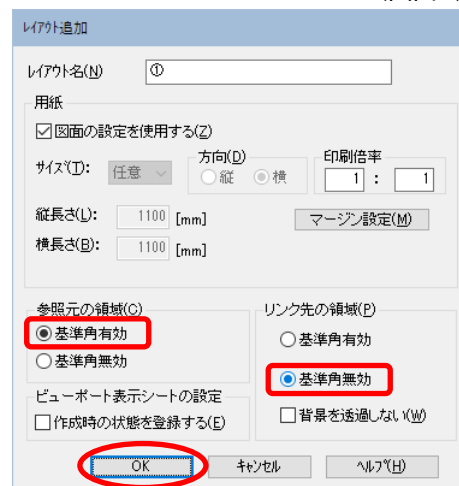 レイアウト追加
レイアウト名(N) ①
用紙
図面の設定を使用する(Z)
サイズ(T): 任意
方向(D)
縦 横
印刷倍率
1 : 1
縦長さ(L): 1100 [mm]
マージン設定(M)
横長さ(B): 1100 [mm]
参照元の領域(C)
基準角有効
基準角無効
リンク先の領域(P)
基準角有効
基準角無効
背景を透過しない(W)
ビューポート表示シートの設定
作成時の状態を登録する(E)
OK キャンセル ヘルプ(H)